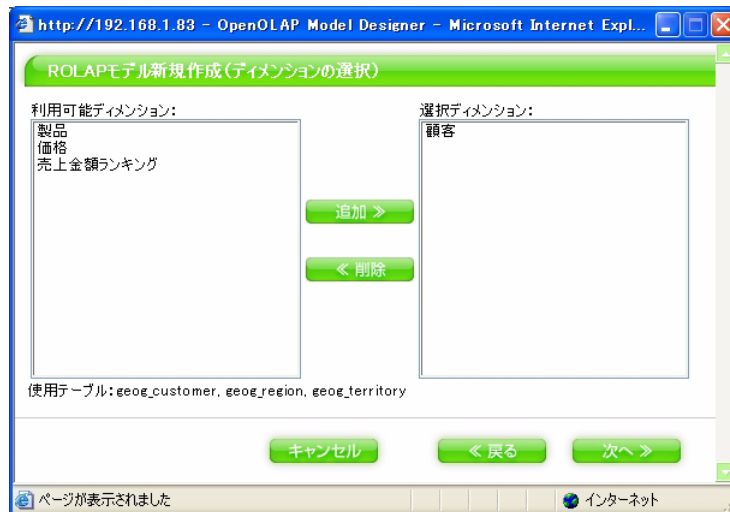 http://192.168.1.83 - OpenOLAP Model Designer - Microsoft Internet Expl...
ROLAPモデル新規作成(ディメンションの選択)
利用可能ディメンション:
選択ディメンション:
製品
価格
売上金額ランキング
顧客
追加 ≫
≪ 削除
使用テーブル:geog_customer, geog_region, geog_territory
キャンセル
≪ 戻る
次へ ≫
ページが表示されました
インターネット